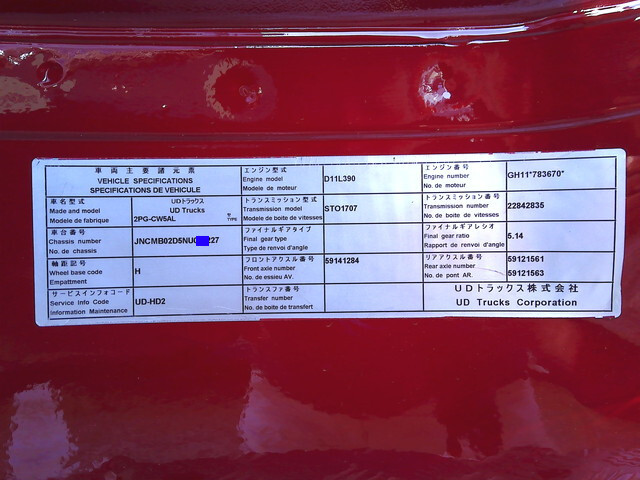 車両主要諸元票
VEHICLE SPECIFICATIONS
SPECIFICATIONS DE VEHICULE
エンジン型式
Engine model
Modele de moteur
D11L390
エンジン番号
Engine number
No. de moteur
GH11*783670*
車名型式
Made and model
Modele de fabrique
UDトラックス
UD Trucks
2PG-CW5AL
型
TYPE
トランスミッション型式
Transmission model
Modele de boite de vitesses
STO1707
トランスミッション番号
Transmission number
No. de boite de vitesses
22842835
車台番号
Chassis number
No. de chassis
JNCMB02D5NU0 227
ファイナルギアタイプ
Final gear type
Type de renvoi d'angle
ファイナルギアレシオ
Final gear ratio
Rapport de renvoi d'angle
5.14
軸距記号
Wheel base code
Empattment
H
フロントアクスル番号
Front axle number
No. de essieu AV.
59141284
リアアクスル番号
Rear axle number
No. de pont AR.
59121561
59121563
サービスインフォコード
Service Info Code
Information Maintenance
UD-HD2
トランスファ番号
Transfer number
No. de boite de transfert
UDトラックス株式会社
UD Trucks Corporation